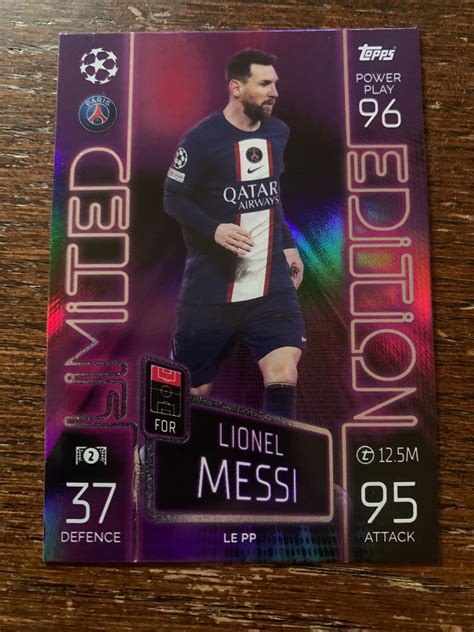 Topps
POWER
PLAY
96
PARIS
LIMITED
EDITION
QATAR
AIRWAYS
FOR
LIONEL
MESSI
2
37
DEFENCE
LE PP
t 12.5M
95
ATTACK